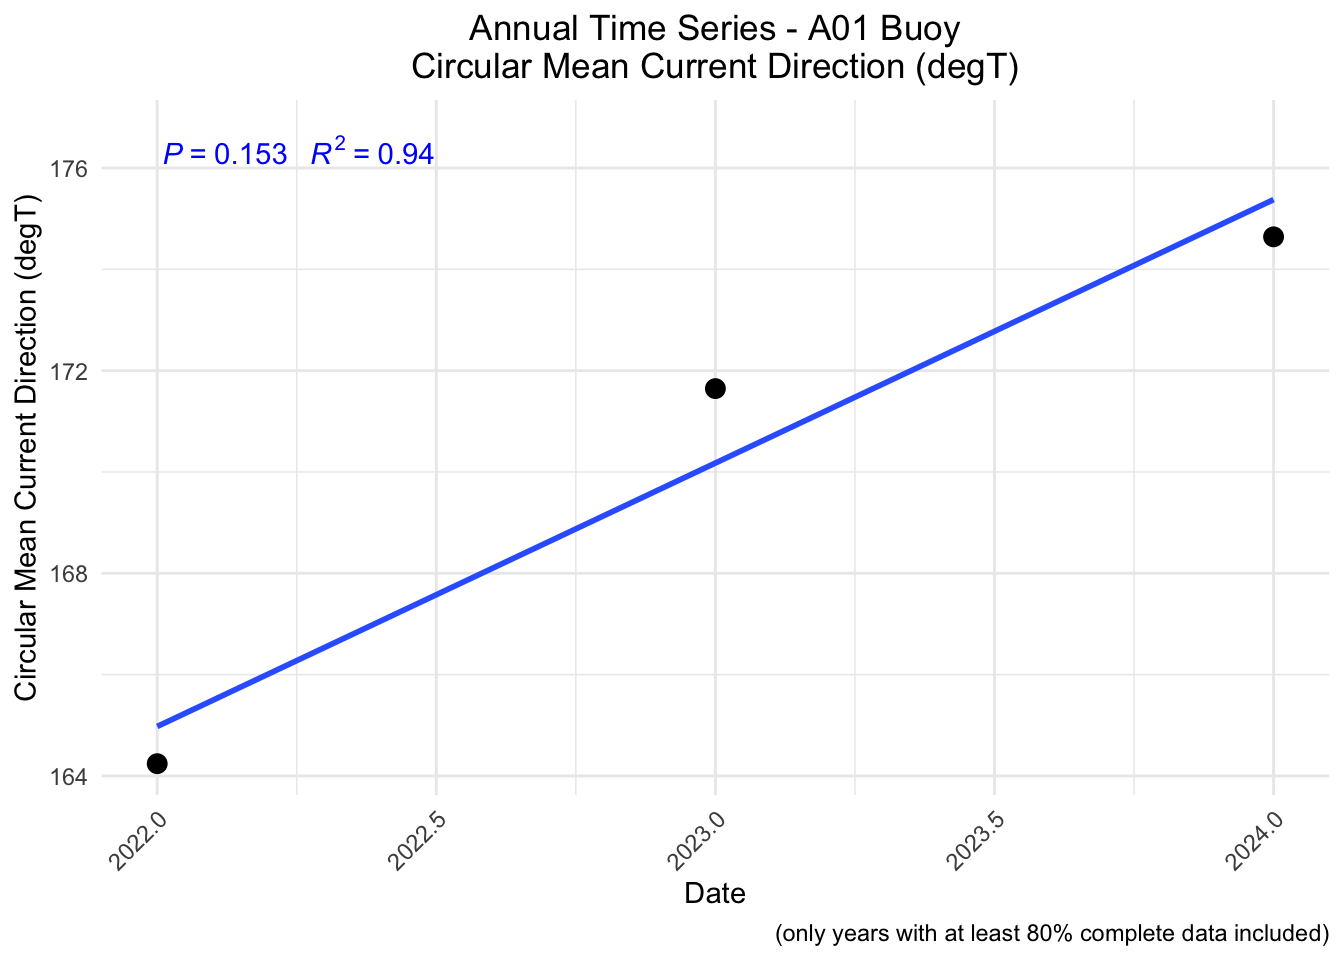 Annual Time Series - A01 Buoy
Circular Mean Current Direction (degT)
P = 0.153 R² = 0.94
Circular Mean Current Direction (degT)
176
172
168
164
2022.0
2022.5
2023.0
2023.5
2024.0
Date
(only years with at least 80% complete data included)